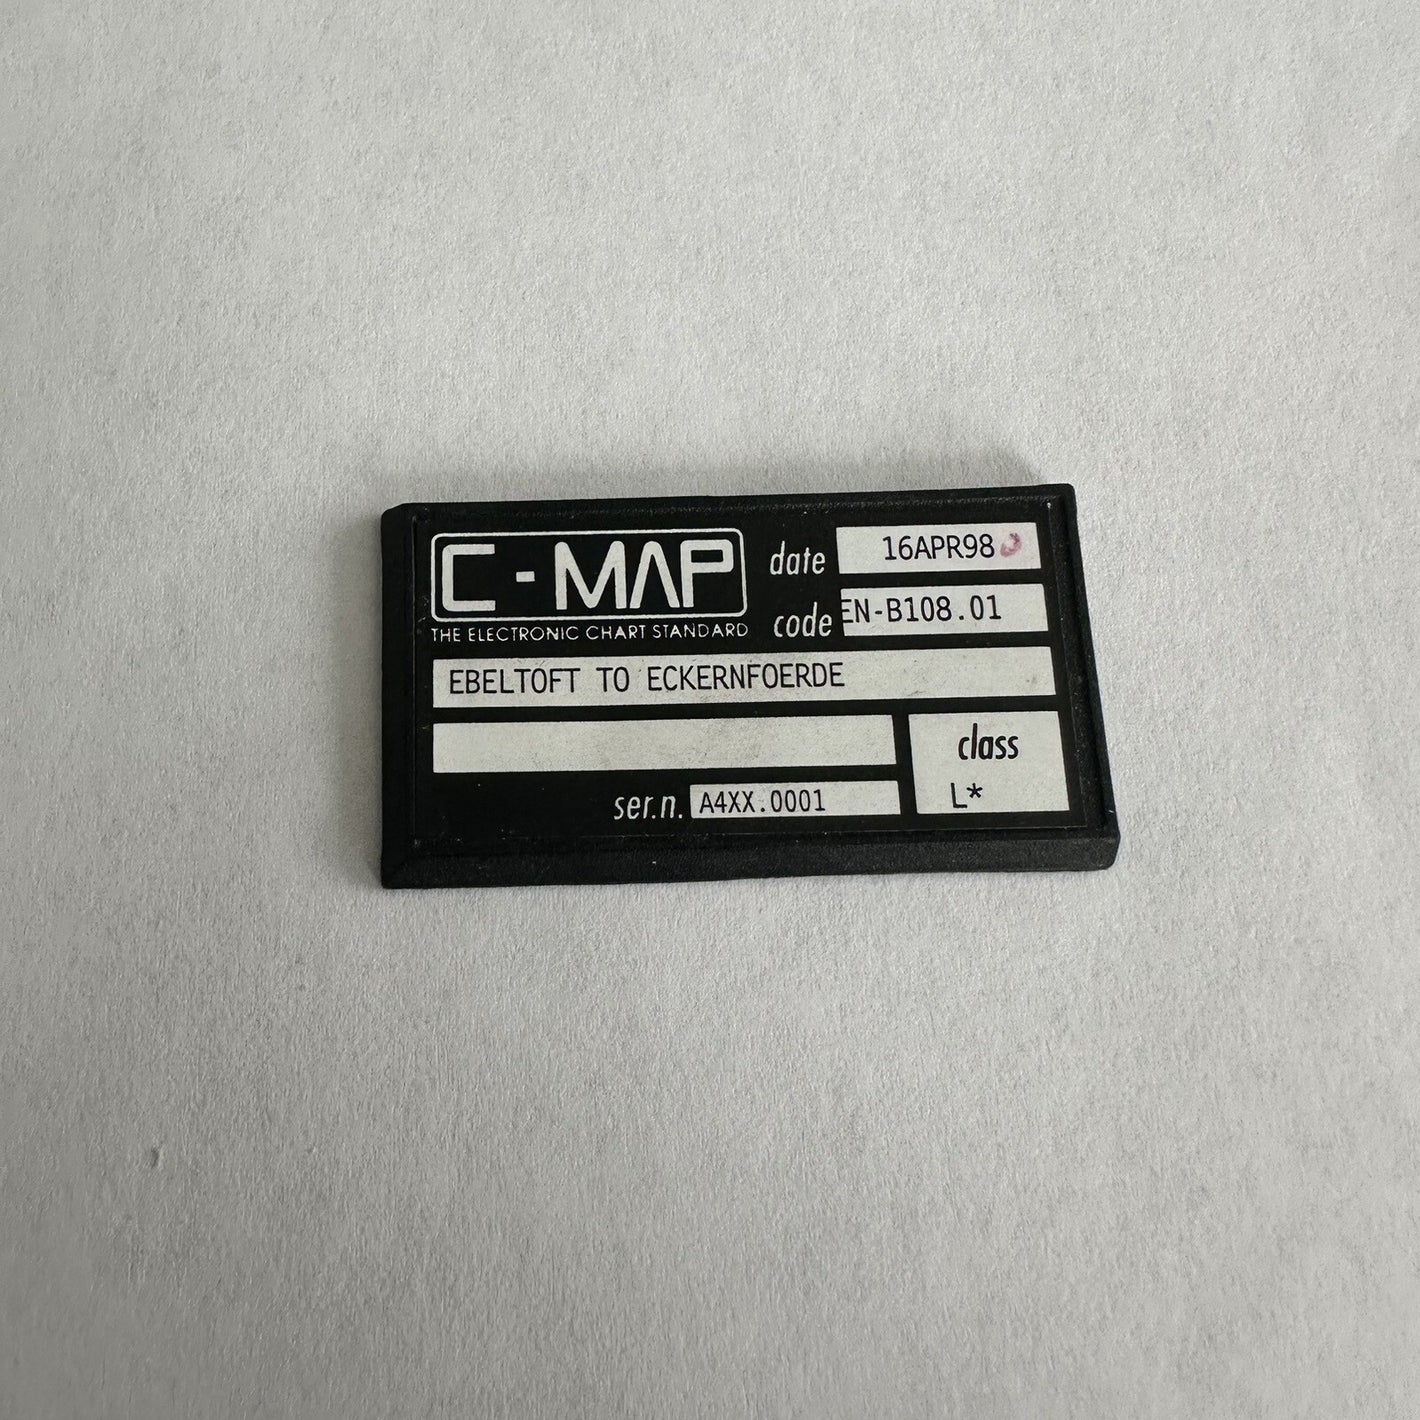 C-MAP
THE ELECTRONIC CHART STANDARD
date 16APR98
code EN-B108.01
EBELTOFT TO ECKERNFOERDE
class
L*
ser.n. A4XX.0001